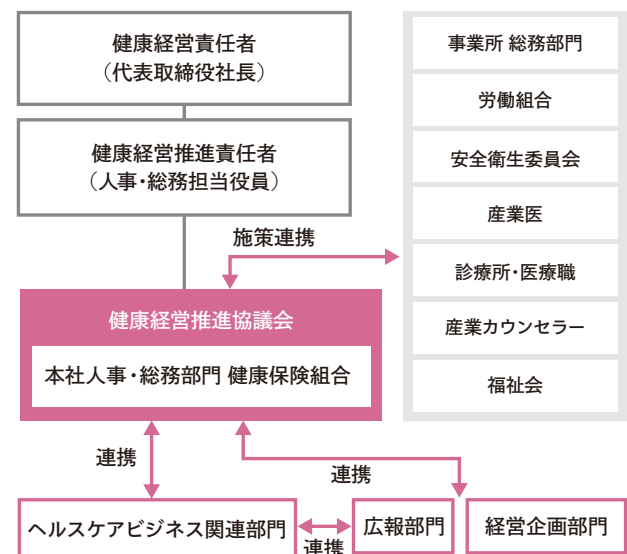 健康経営責任者
（代表取締役社長）
健康経営推進責任者
（人事・総務担当役員）
施策連携
健康経営推進協議会
本社人事・総務部門 健康保険組合
連携
連携
ヘルスケアビジネス関連部門
連携
広報部門
経営企画部門
事業所 総務部門
労働組合
安全衛生委員会
産業医
診療所・医療職
産業カウンセラー
福祉会